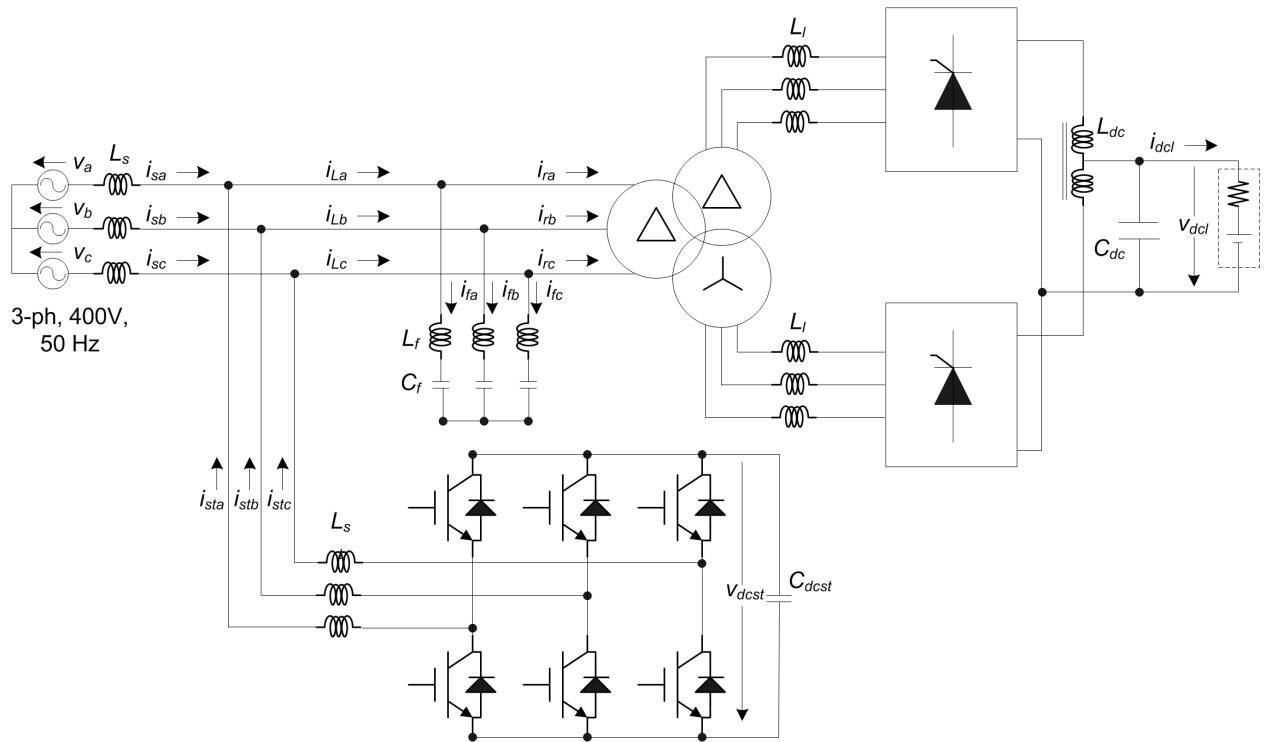 L_l
L_dc
i_dcl
v_a
L_s
i_sa
i_La
i_ra
v_b
i_sb
i_Lb
i_rb
v_dcl
C_dc
v_c
i_sc
i_Lc
i_rc
i_fa
i_fb
i_fc
3-ph, 400V,
50 Hz
L_f
L_l
C_f
i_sta
i_stb
i_stc
L_s
v_dcst
C_dcst